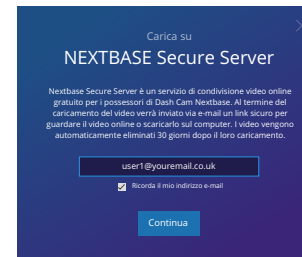 Carica su
NEXTBASE Secure Server
Nextbase Secure Server è un servizio di condivisione video online
gratuito per i possessori di Dash Cam Nextbase. Al termine del
caricamento del video verrà inviato via e-mail un link sicuro per
guardare il video online o scaricarlo sul computer. I video vengono
automaticamente eliminati 30 giorni dopo il loro caricamento.
user1@youremail.co.uk
Ricorda il mio indirizzo e-mail
Continua